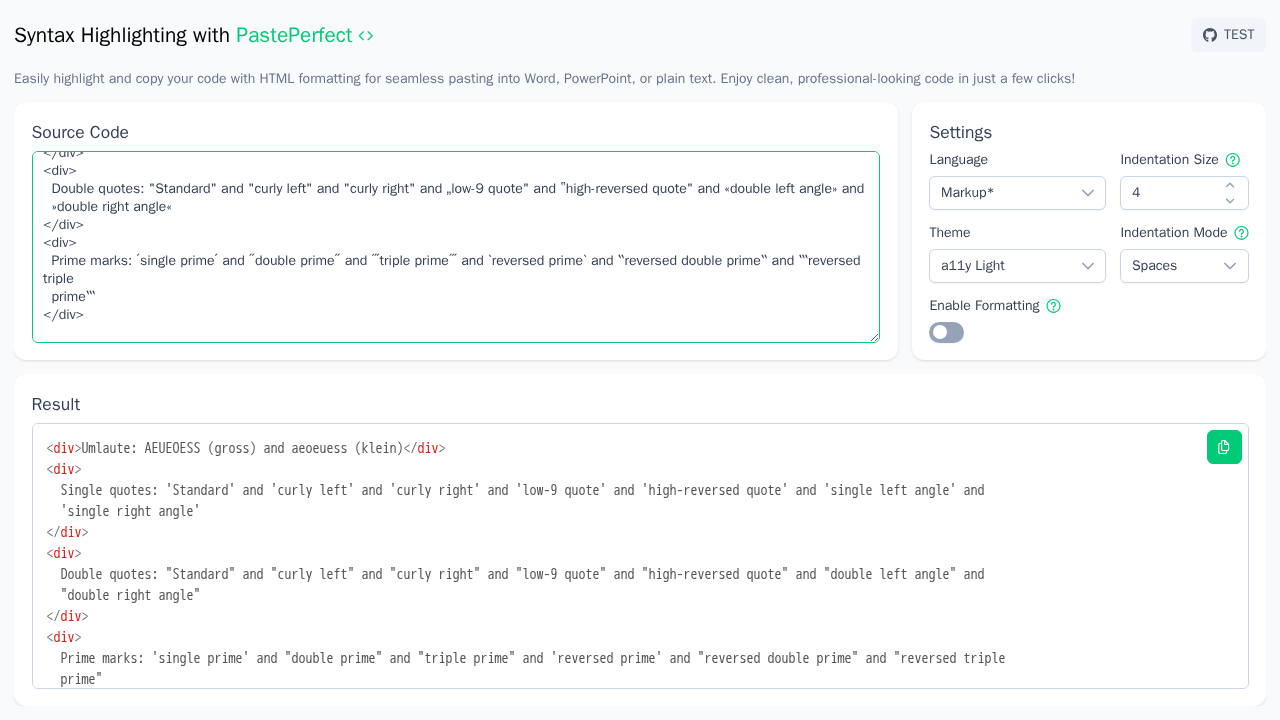 Syntax Highlighting with PastePerfect <>
TEST
Easily highlight and copy your code with HTML formatting for seamless pasting into Word, PowerPoint, or plain text. Enjoy clean, professional-looking code in just a few clicks!
Source Code
</div>
<div>
  Double quotes: "Standard" and "curly left" and "curly right" and „low-9 quote" and ‟high-reversed quote" and «double left angle» and
  »double right angle«
</div>
<div>
  Prime marks: ′single prime′ and ″double prime″ and ‴triple prime‴ and ‵reversed prime‵ and ‶reversed double prime‶ and ‷reversed
triple
  prime‷
</div>
Settings
Language
Indentation Size
Markup*
4
Theme
Indentation Mode
a11y Light
Spaces
Enable Formatting
Result
<div>Umlaute: AEUEOESS (gross) and aeoeuess (klein)</div>
<div>
  Single quotes: 'Standard' and 'curly left' and 'curly right' and 'low-9 quote' and 'high-reversed quote' and 'single left angle' and
  'single right angle'
</div>
<div>
  Double quotes: "Standard" and "curly left" and "curly right" and "low-9 quote" and "high-reversed quote" and "double left angle" and
  "double right angle"
</div>
<div>
  Prime marks: 'single prime' and "double prime" and "triple prime" and 'reversed prime' and "reversed double prime" and "reversed triple
  prime"